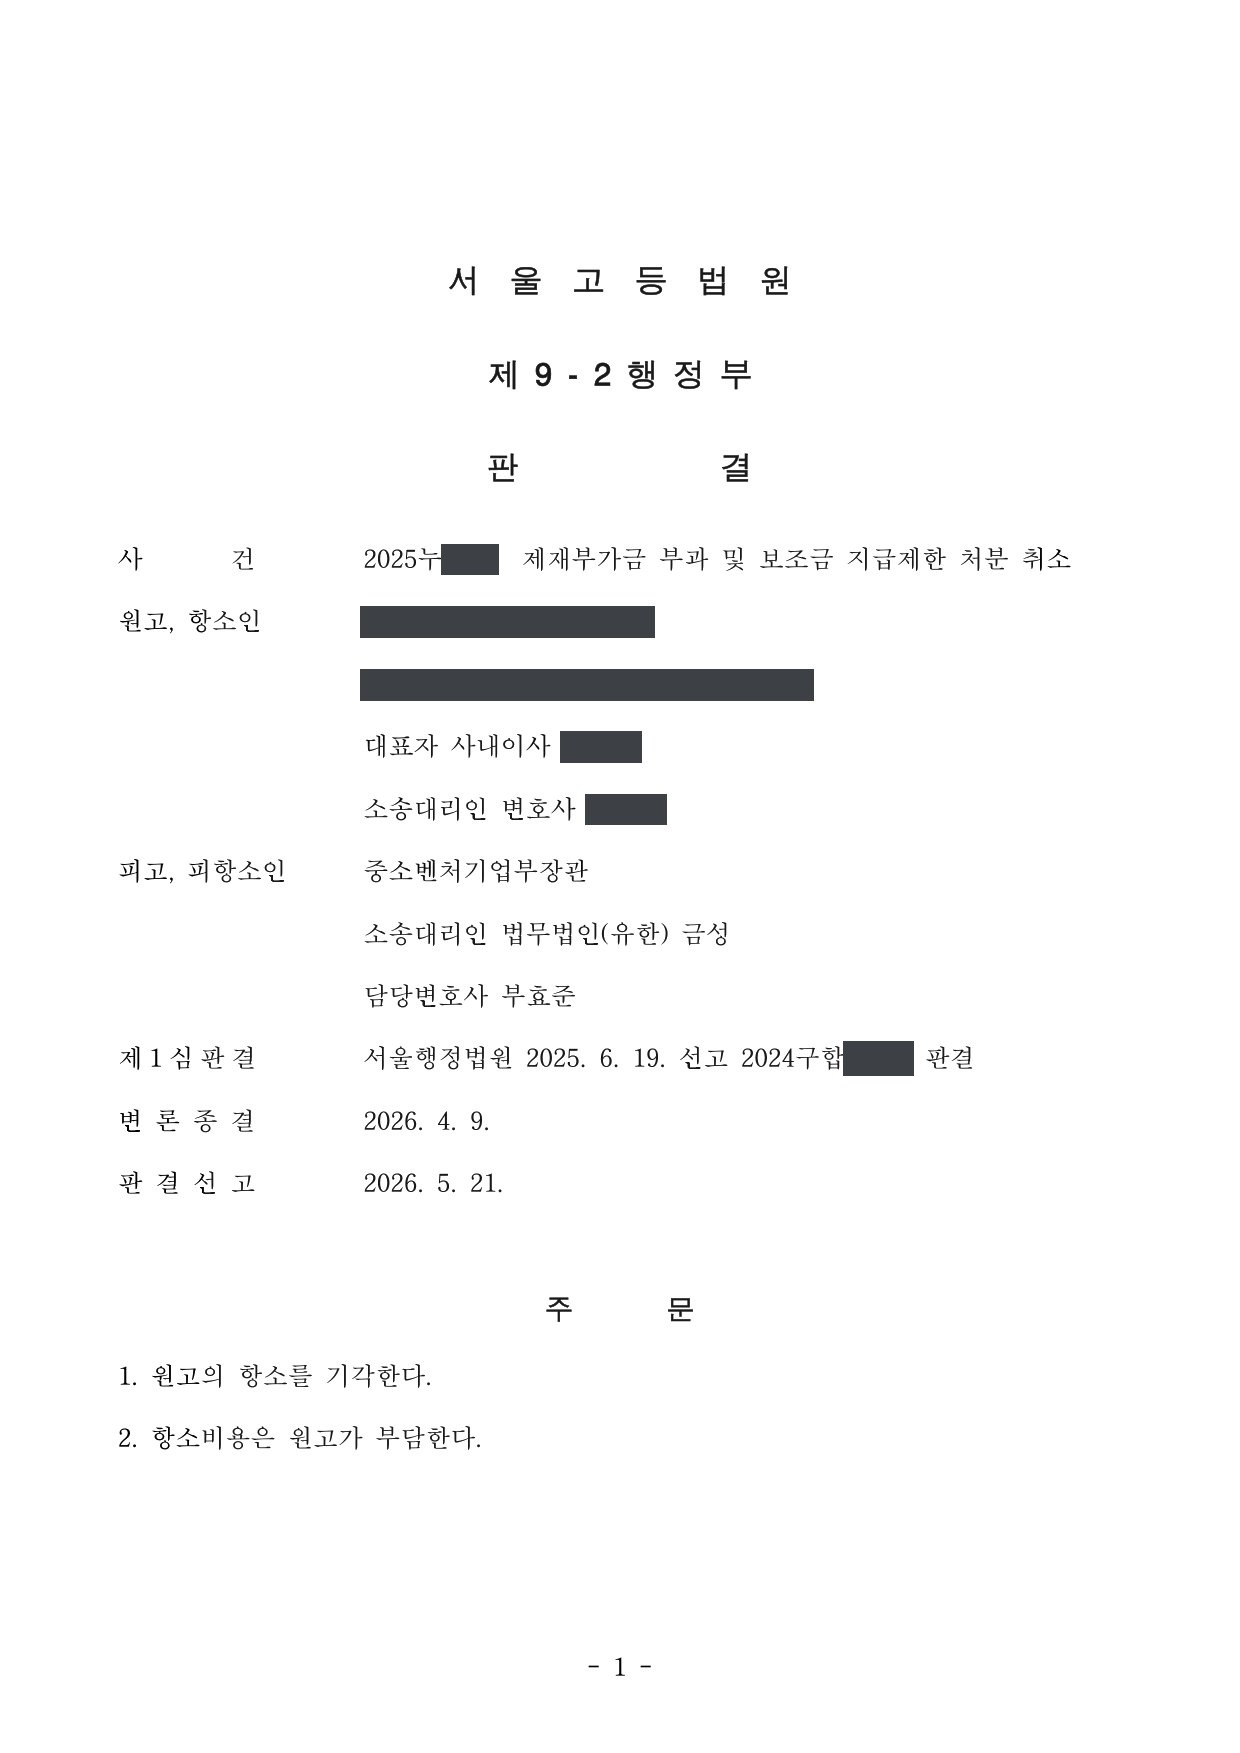 서 울 고 등 법 원
제 9 - 2 행 정 부
판 결
사 건 2025누 제재부가금 부과 및 보조금 지급제한 처분 취소
원고, 항소인
대표자 사내이사
소송대리인 변호사
피고, 피항소인 중소벤처기업부장관
소송대리인 법무법인(유한) 금성
담당변호사 부효준
제 1 심 판 결 서울행정법원 2025. 6. 19. 선고 2024구합 판결
변 론 종 결 2026. 4. 9.
판 결 선 고 2026. 5. 21.
주 문
1. 원고의 항소를 기각한다.
2. 항소비용은 원고가 부담한다.
- 1 -